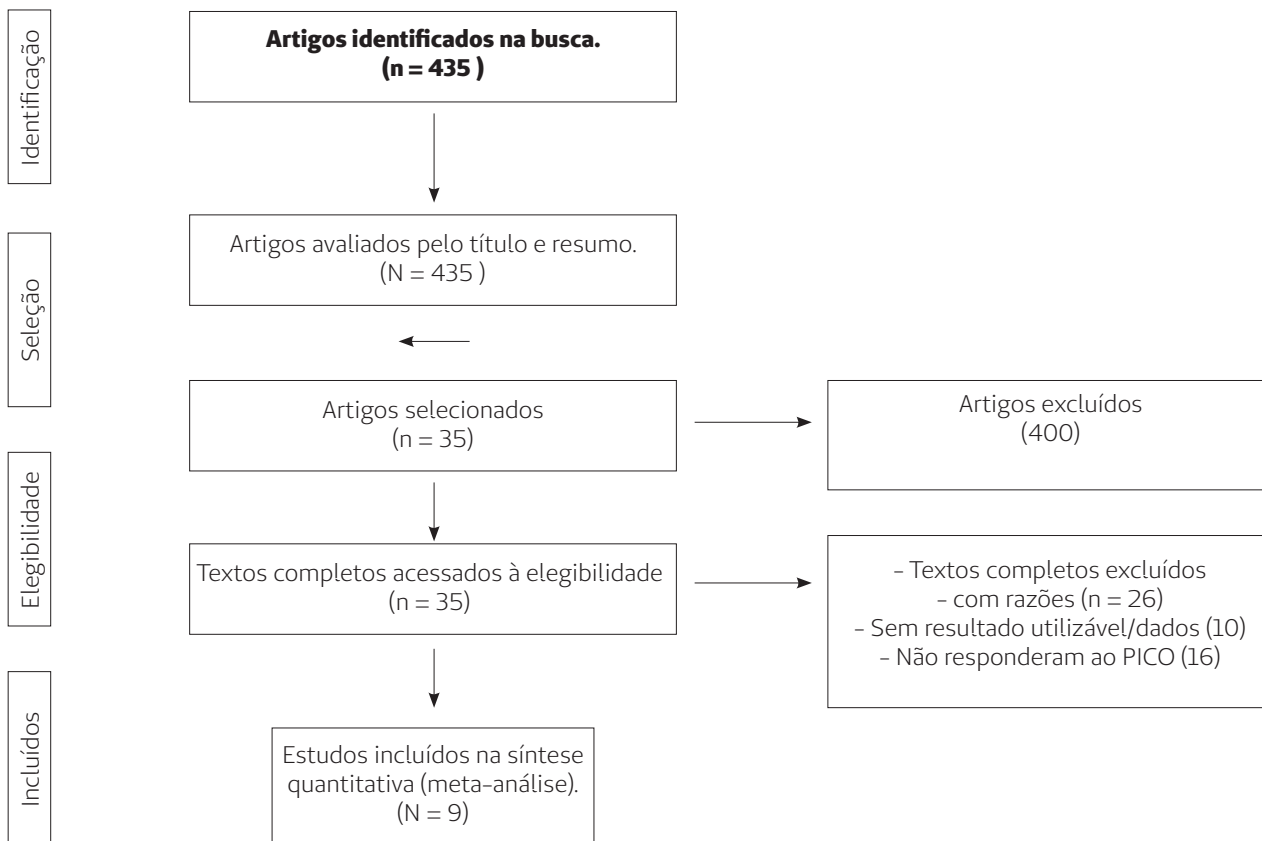 Identificação
Artigos identificados na busca.
(n = 435 )
Seleção
Artigos avaliados pelo título e resumo.
(N = 435 )
Artigos selecionados
(n = 35)
Artigos excluídos
(400)
Elegibilidade
Textos completos acessados à elegibilidade
(n = 35)
- Textos completos excluídos
- com razões (n = 26)
- Sem resultado utilizável/dados (10)
- Não responderam ao PICO (16)
Incluídos
Estudos incluídos na síntese
quantitativa (meta-análise).
(N = 9)